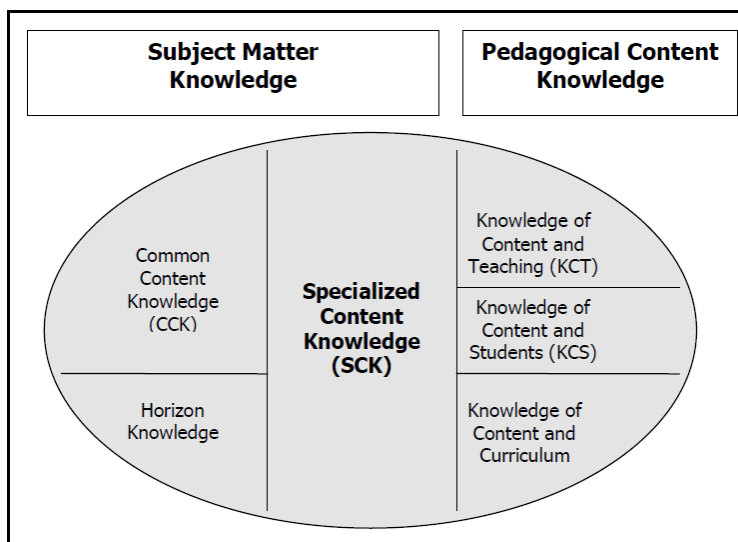 Subject Matter
Knowledge
Pedagogical Content
Knowledge
Common
Content
Knowledge
(CCK)
Horizon
Knowledge
Specialized
Content
Knowledge
(SCK)
Knowledge of
Content and
Teaching (KCT)
Knowledge of
Content and
Students (KCS)
Knowledge of
Content and
Curriculum